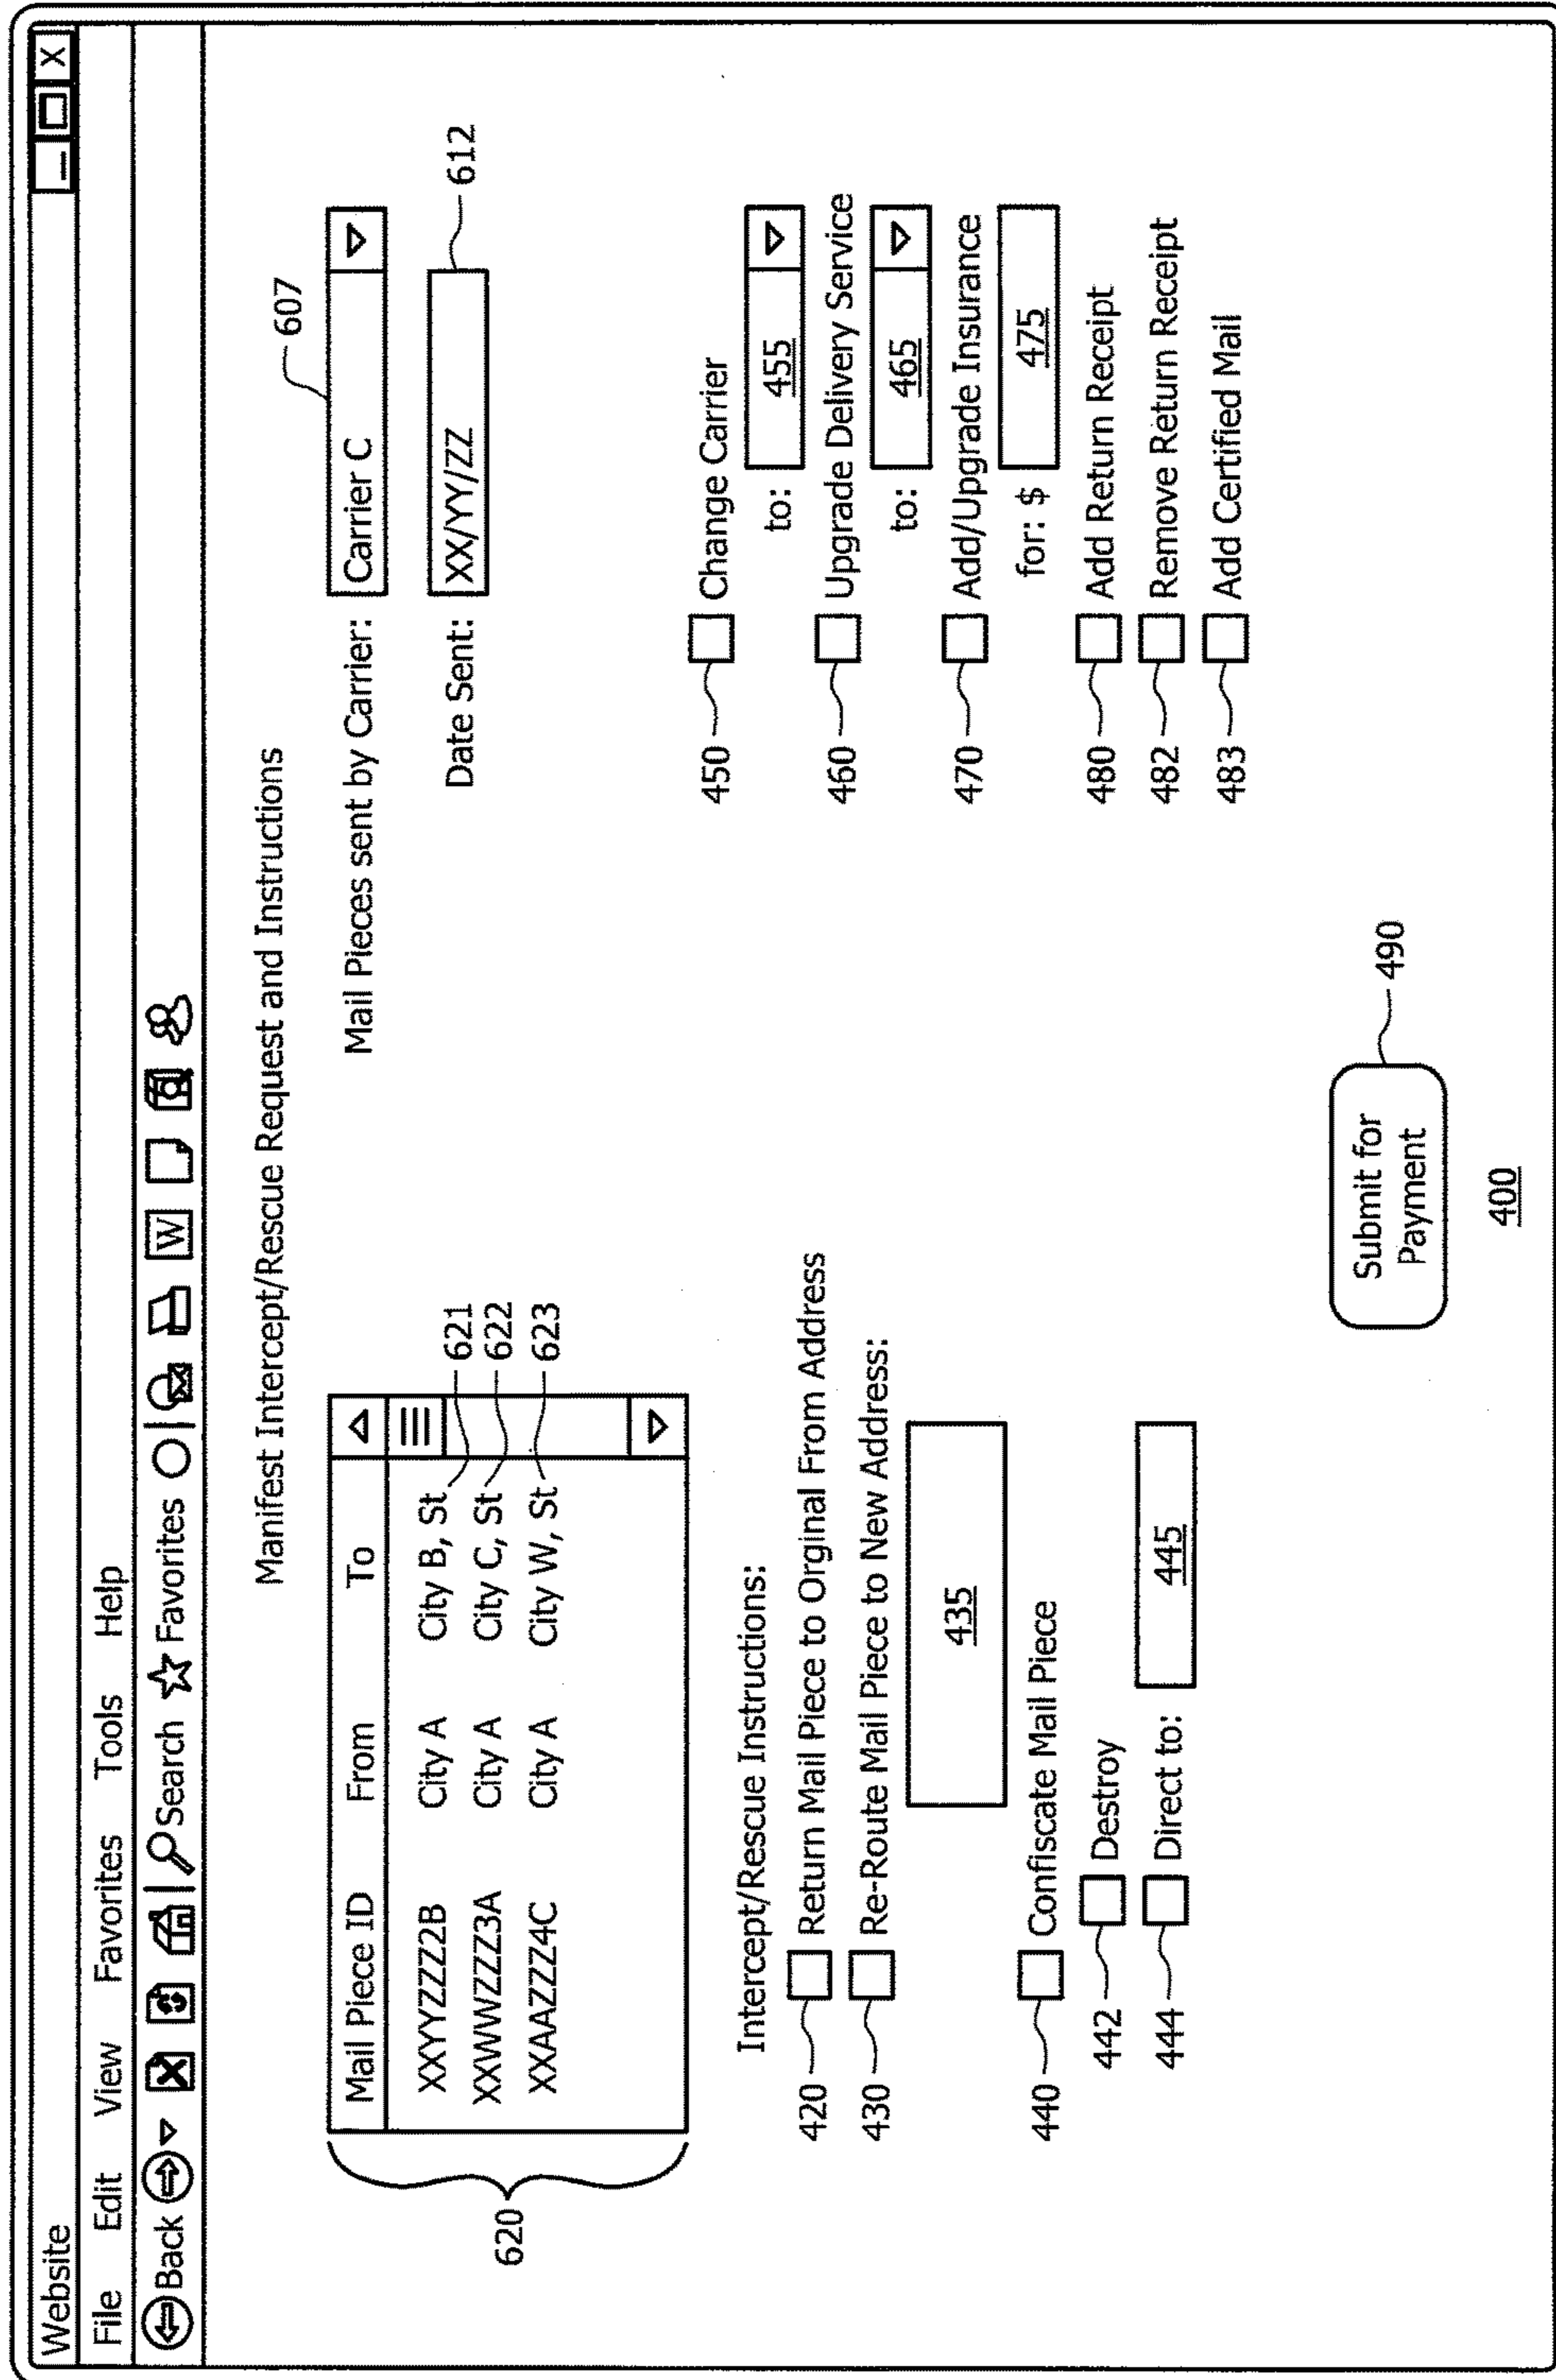 Website
File Edit View Favorites Tools Help
Back Search Favorites W
Manifest Intercept/Rescue Request and Instructions
Mail Piece ID From To
XXYYZZZ2B City A City B, St 621
XXWWZZZ3A City A City C, St 622
XXAAZZZ4C City A City W, St 623
620
Mail Pieces sent by Carrier: Carrier C 607
Date Sent: XX/YY/ZZ 612
Intercept/Rescue Instructions:
420 Return Mail Piece to Orginal From Address
430 Re-Route Mail Piece to New Address:
435
440 Confiscate Mail Piece
442 Destroy
444 Direct to: 445
450 Change Carrier
to: 455
460 Upgrade Delivery Service
to: 465
470 Add/Upgrade Insurance
for: $ 475
480 Add Return Receipt
482 Remove Return Receipt
483 Add Certified Mail
Submit for
Payment
490
400